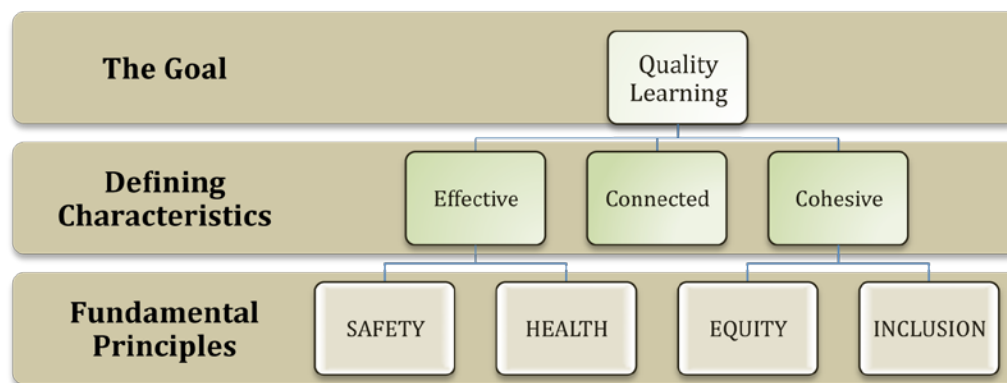 The Goal
Quality
Learning
Defining
Characteristics
Effective
Connected
Cohesive
Fundamental
Principles
SAFETY
HEALTH
EQUITY
INCLUSION